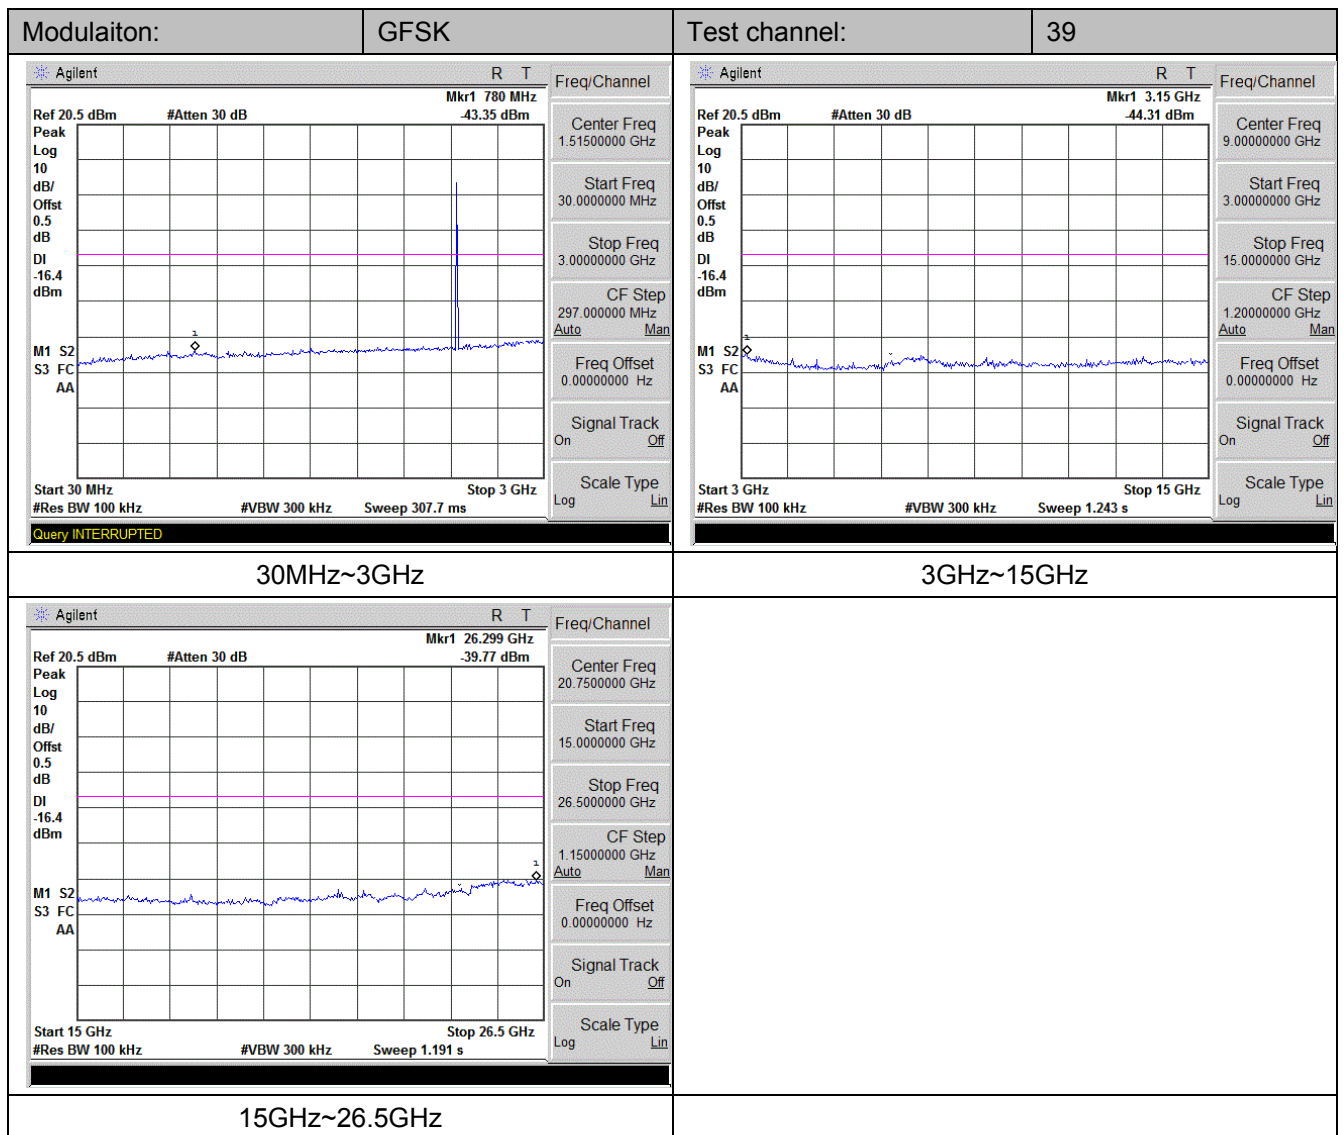 Modulaiton: GFSK Test channel: 39
Agilent R T
Freq/Channel
Mkr1 780 MHz
Ref 20.5 dBm #Atten 30 dB -43.35 dBm
Peak
Log
10
dB/
Offst
0.5
dB
DI
-16.4
dBm
M1 S2
S3 FC
AA
1
Start 30 MHz Stop 3 GHz
#Res BW 100 kHz #VBW 300 kHz Sweep 307.7 ms
Query INTERRUPTED
Center Freq
1.51500000 GHz
Start Freq
30.0000000 MHz
Stop Freq
3.00000000 GHz
CF Step
297.000000 MHz
Auto Man
Freq Offset
0.00000000 Hz
Signal Track
On Off
Scale Type
Log Lin
30MHz~3GHz
Agilent R T
Freq/Channel
Mkr1 3.15 GHz
Ref 20.5 dBm #Atten 30 dB -44.31 dBm
Peak
Log
10
dB/
Offst
0.5
dB
DI
-16.4
dBm
M1 S2
S3 FC
AA
1
Start 3 GHz Stop 15 GHz
#Res BW 100 kHz #VBW 300 kHz Sweep 1.243 s
Center Freq
9.00000000 GHz
Start Freq
3.00000000 GHz
Stop Freq
15.0000000 GHz
CF Step
1.20000000 GHz
Auto Man
Freq Offset
0.00000000 Hz
Signal Track
On Off
Scale Type
Log Lin
3GHz~15GHz
Agilent R T
Freq/Channel
Mkr1 26.299 GHz
Ref 20.5 dBm #Atten 30 dB -39.77 dBm
Peak
Log
10
dB/
Offst
0.5
dB
DI
-16.4
dBm
M1 S2
S3 FC
AA
1
Start 15 GHz Stop 26.5 GHz
#Res BW 100 kHz #VBW 300 kHz Sweep 1.191 s
Center Freq
20.7500000 GHz
Start Freq
15.0000000 GHz
Stop Freq
26.5000000 GHz
CF Step
1.15000000 GHz
Auto Man
Freq Offset
0.00000000 Hz
Signal Track
On Off
Scale Type
Log Lin
15GHz~26.5GHz